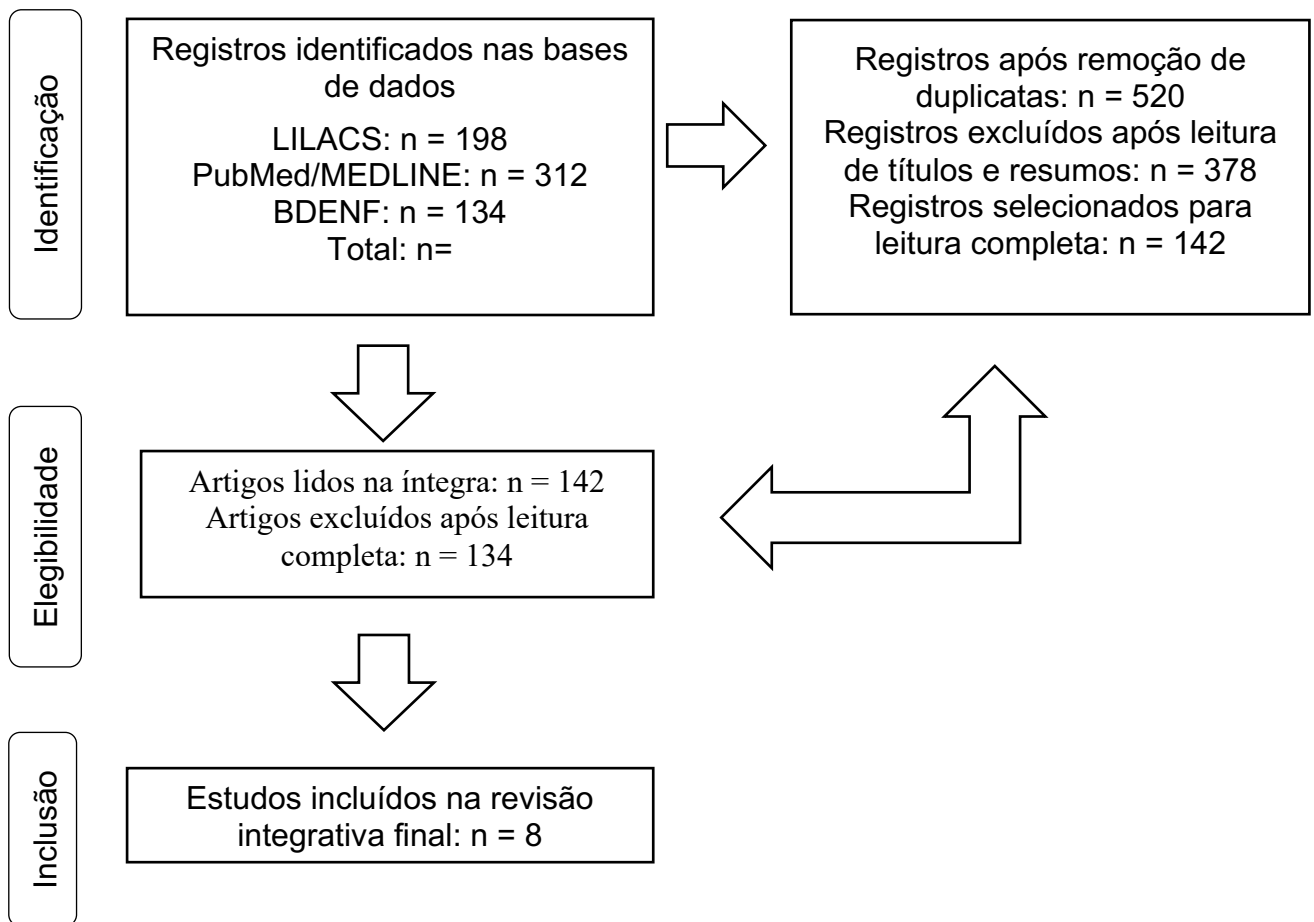 Identificação
Registros identificados nas bases
de dados
LILACS: n = 198
PubMed/MEDLINE: n = 312
BDENF: n = 134
Total: n=
Registros após remoção de
duplicatas: n = 520
Registros excluídos após leitura
de títulos e resumos: n = 378
Registros selecionados para
leitura completa: n = 142
Elegibilidade
Artigos lidos na íntegra: n = 142
Artigos excluídos após leitura
completa: n = 134
Inclusão
Estudos incluídos na revisão
integrativa final: n = 8